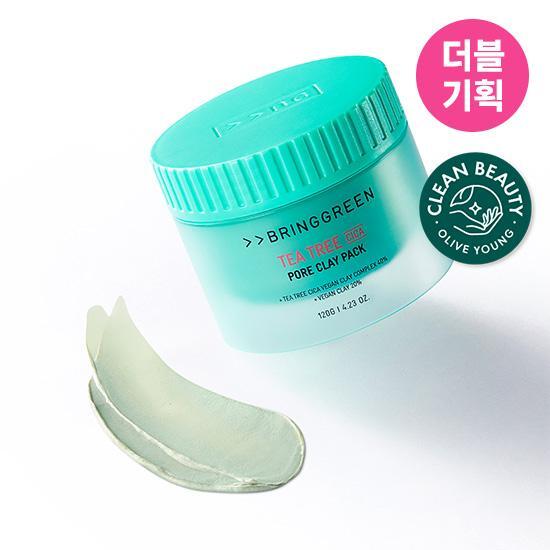 더블
기획
CLEAN BEAUTY
OLIVE YOUNG
>>BRINGGREEN
TEA TREE CICA
PORE CLAY PACK
• TEA TREE CICA VEGAN CLAY COMPLEX 40%
• VEGAN CLAY 20%
120G | 4.23 OZ.